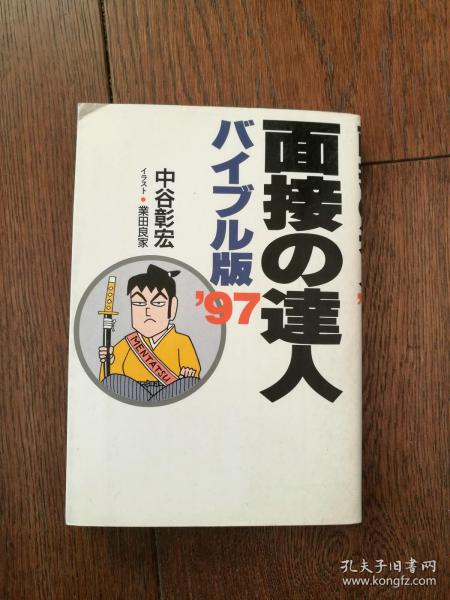 面接の達人
バイブル版
'97
中谷彰宏
イラスト●業田良家
MENTATSU
孔夫子旧书网
www.kongfz.com